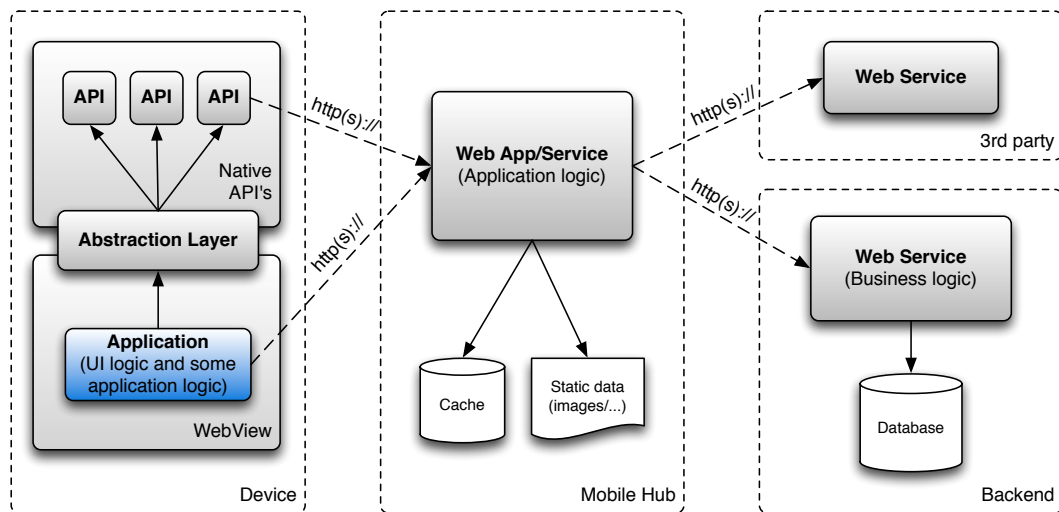 API
API
API
Native
API's
Abstraction Layer
Application
(UI logic and some
application logic)
WebView
Device
http(s)://
http(s)://
Web App/Service
(Application logic)
Cache
Static data
(images/...)
Mobile Hub
http(s)://
http(s)://
Web Service
3rd party
Web Service
(Business logic)
Database
Backend